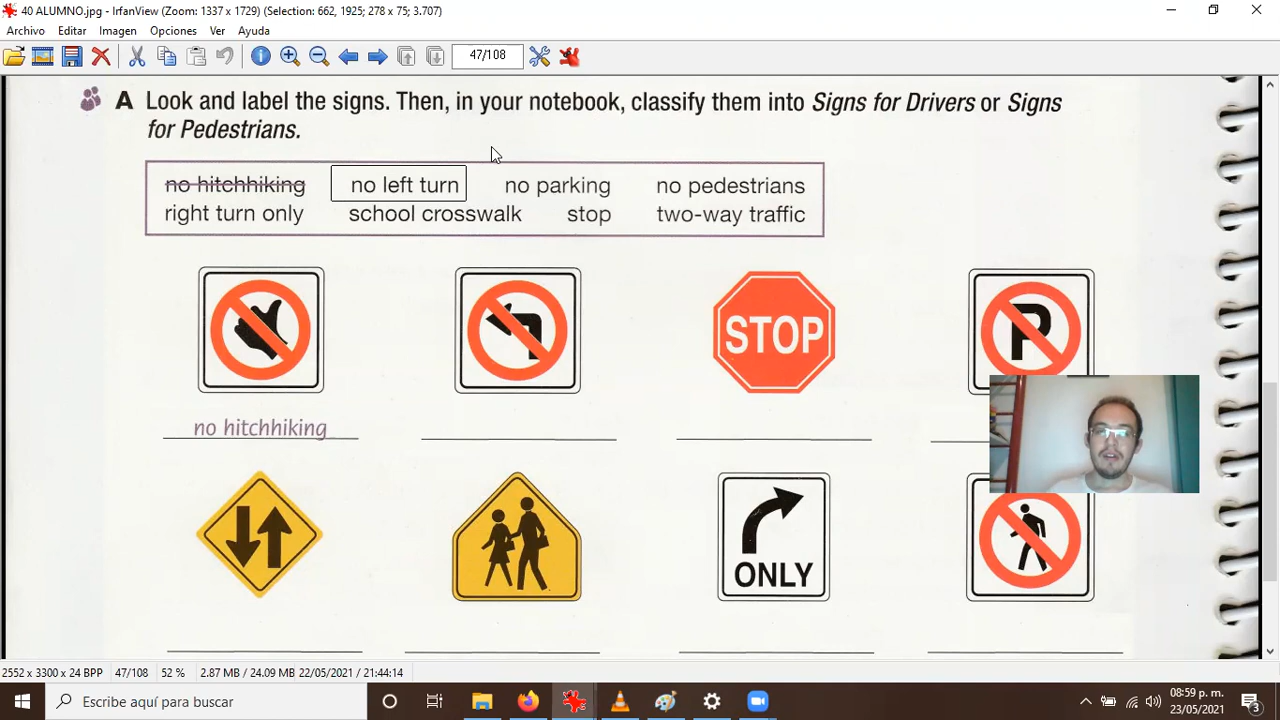 40 ALUMNO.jpg - IrfanView (Zoom: 1337 x 1729) (Selection: 662, 1925; 278 x 75; 3.707)
Archivo Editar Imagen Opciones Ver Ayuda
47/108
A Look and label the signs. Then, in your notebook, classify them into Signs for Drivers or Signs
for Pedestrians.
no hitchhiking no left turn no parking no pedestrians
right turn only school crosswalk stop two-way traffic
STOP P
no hitchhiking
ONLY
2552 x 3300 x 24 BPP 47/108 52 % 2.87 MB / 24.09 MB 22/05/2021 / 21:44:14
Escribe aquí para buscar
08:59 p. m.
23/05/2021
3